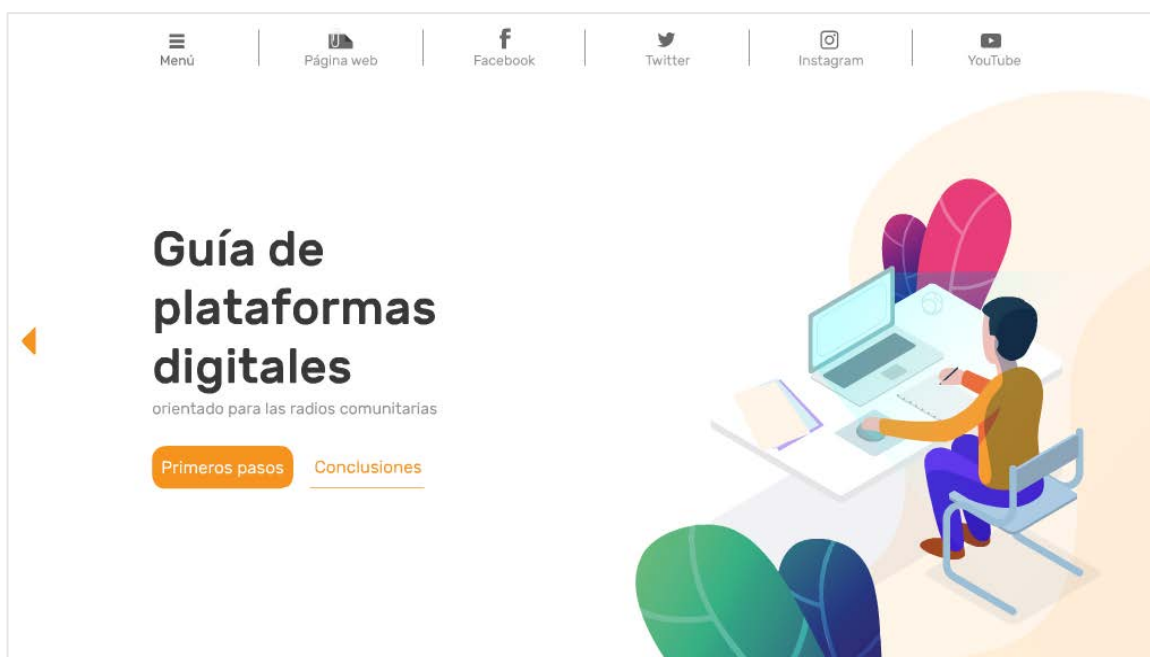 Menú
Página web
Facebook
Twitter
Instagram
YouTube
Guía de
plataformas
digitales
orientado para las radios comunitarias
Primeros pasos
Conclusiones